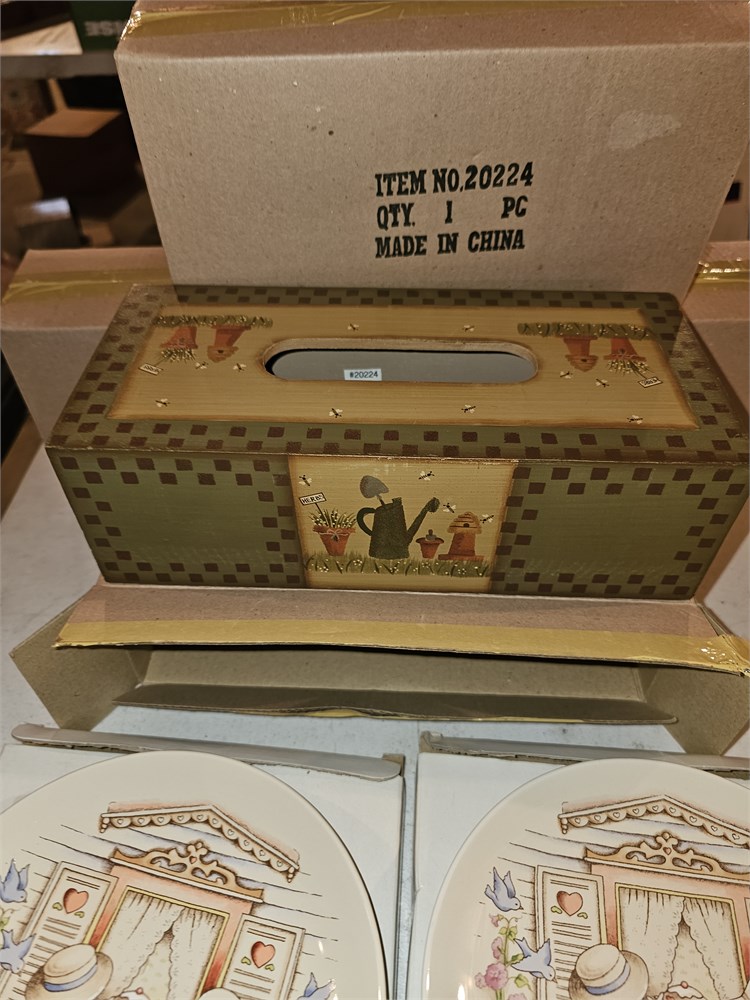 ITEM NO.20224
QTY. 1 PC
MADE IN CHINA
#20224
HERBS